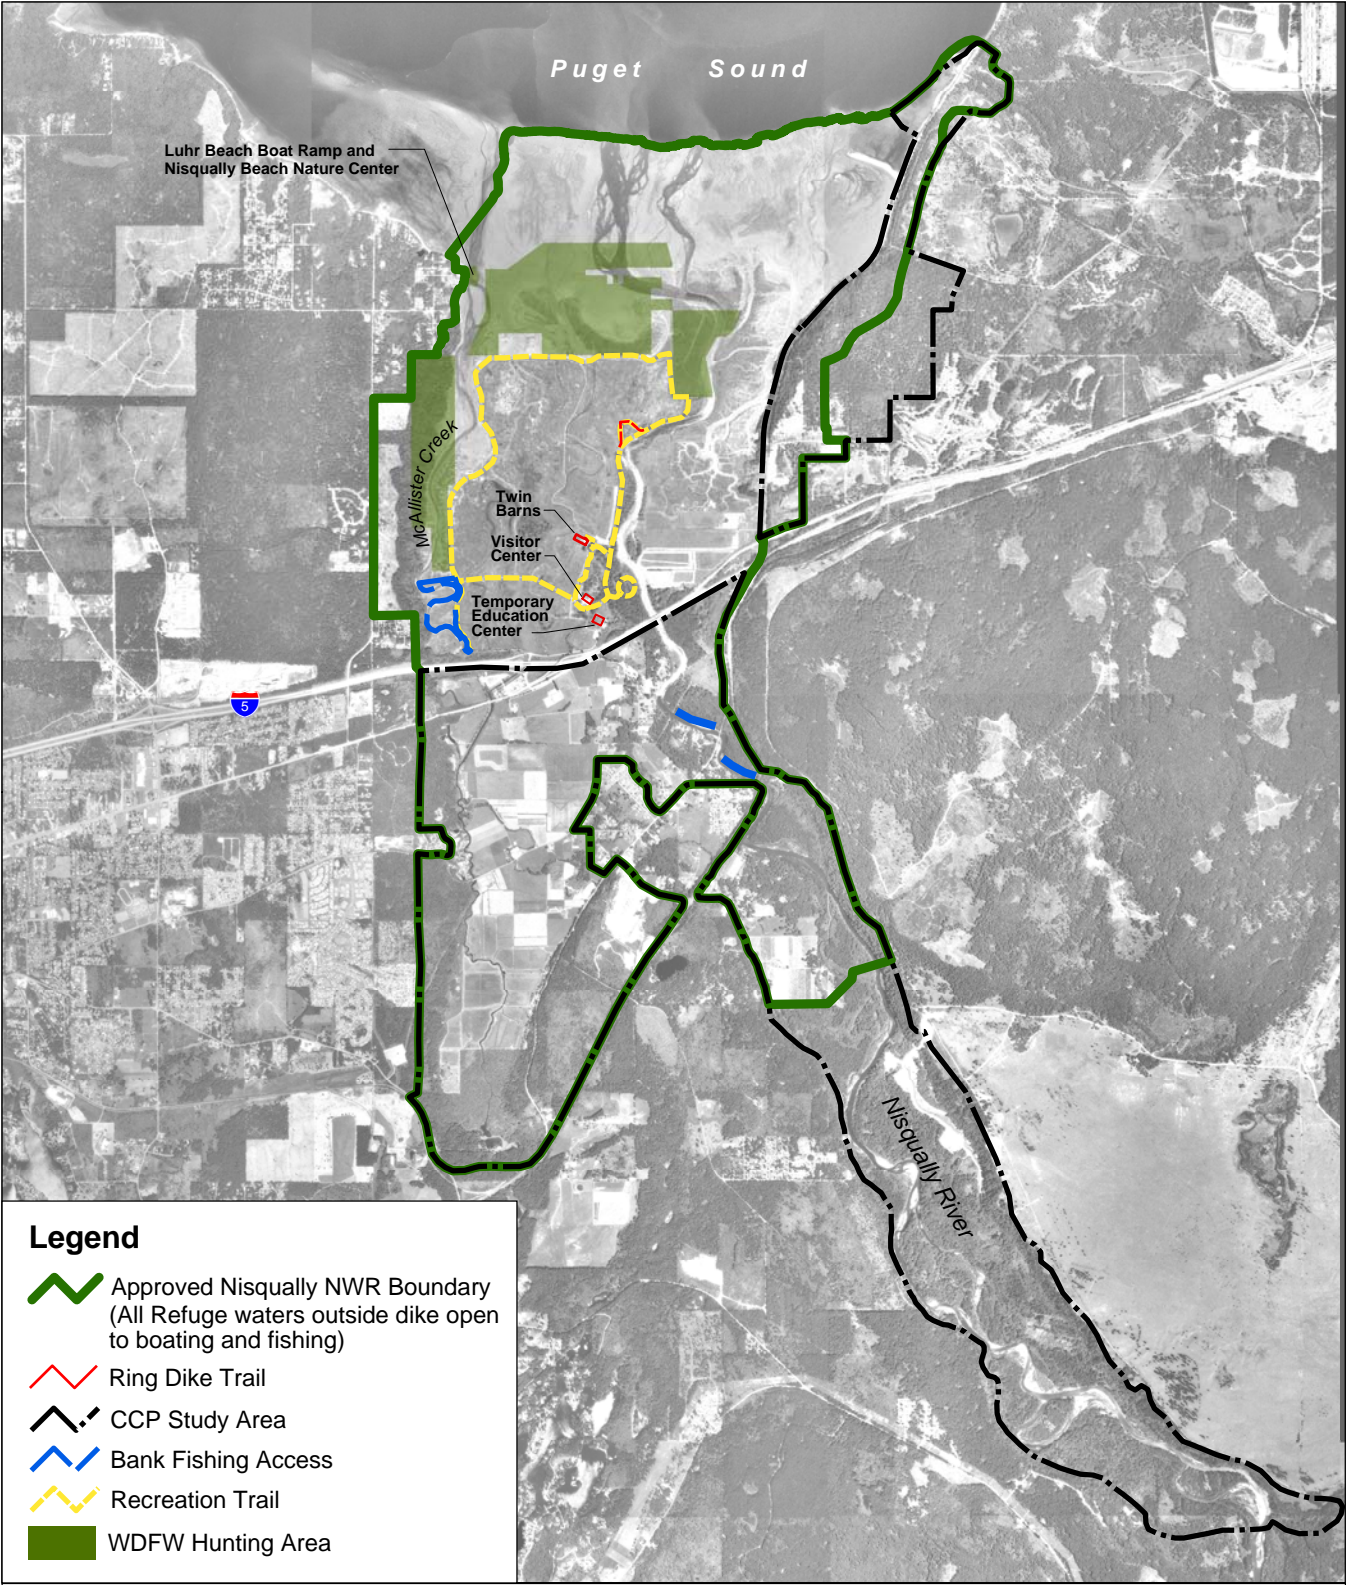 Puget Sound
Luhr Beach Boat Ramp and
Nisqually Beach Nature Center
McAllister Creek
Twin
Barns
Visitor
Center
Temporary
Education
Center
5
Nisqually River
Legend
Approved Nisqually NWR Boundary
(All Refuge waters outside dike open
to boating and fishing)
Ring Dike Trail
CCP Study Area
Bank Fishing Access
Recreation Trail
WDFW Hunting Area